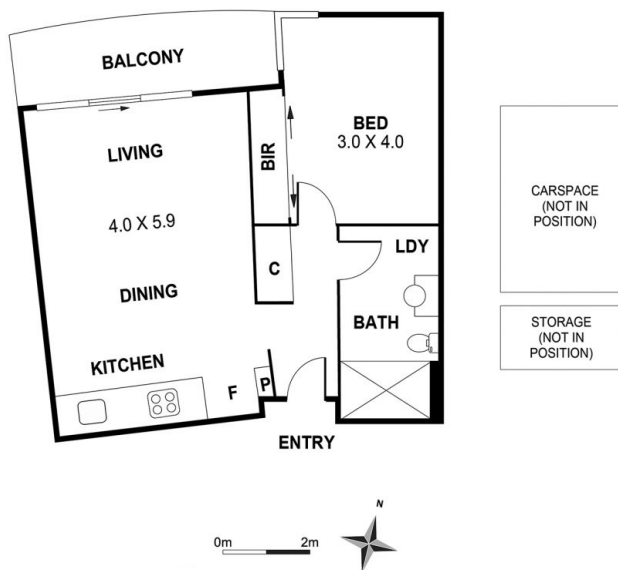 BALCONY
LIVING
4.0 X 5.9
DINING
KITCHEN
BIR
BED
3.0 X 4.0
C
LDY
BATH
F
P
ENTRY
CARSPACE
(NOT IN
POSITION)
STORAGE
(NOT IN
POSITION)
0m 2m
N